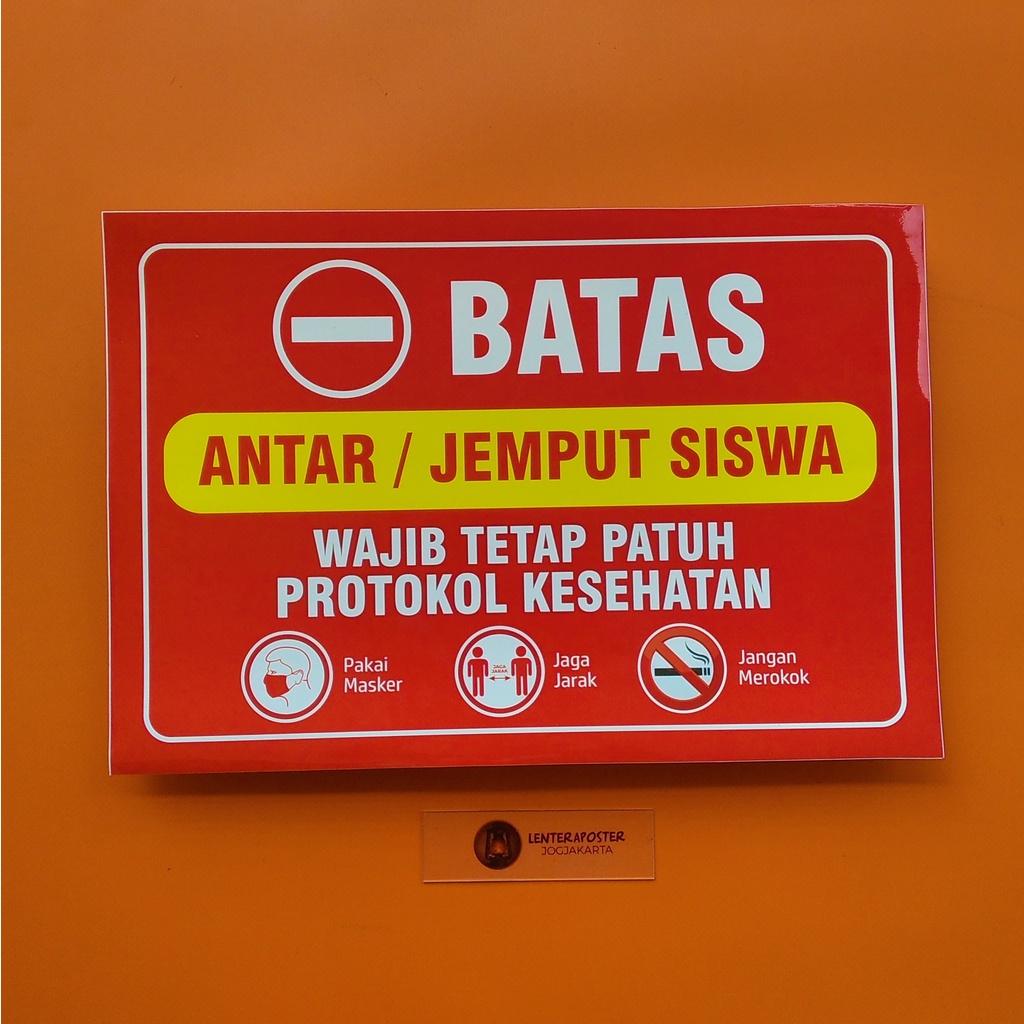 BATAS
ANTAR / JEMPUT SISWA
WAJIB TETAP PATUH
PROTOKOL KESEHATAN
Pakai
Masker
JAGA
JARAK
Jaga
Jarak
Jangan
Merokok
LENTERAPOSTER
JOGJAKARTA